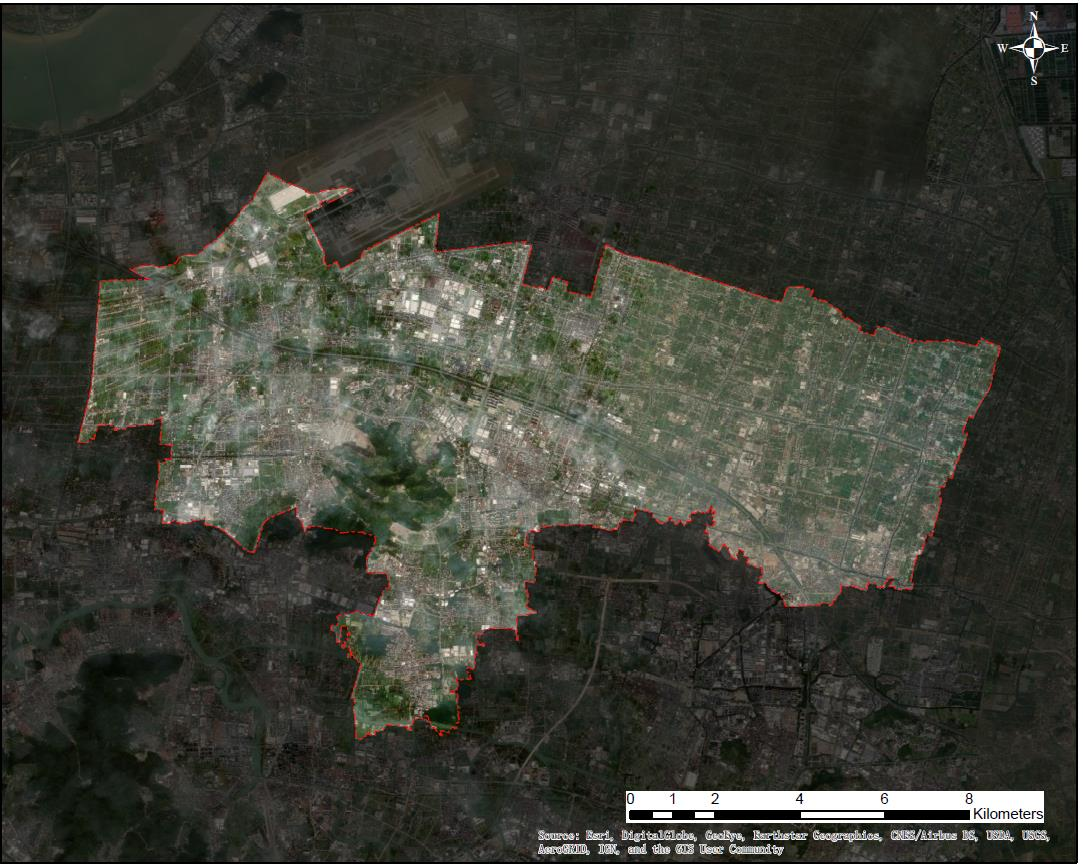 N
W E
S
0 1 2 4 6 8
Kilometers
Source: Esri, DigitalGlobe, GeoEye, Earthstar Geographics, CNES/Airbus DS, USDA, USGS,
AeroGRID, IGN, and the GIS User Community